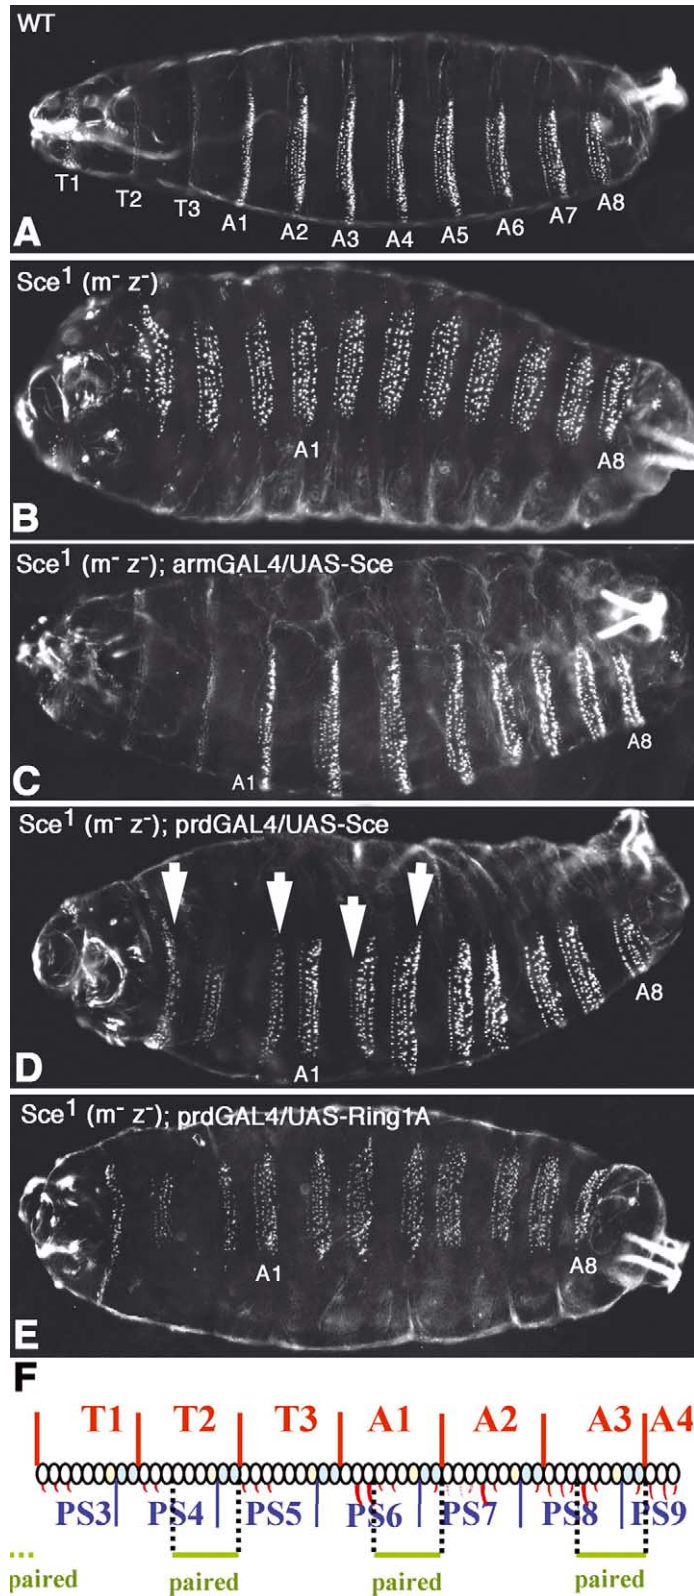 WT
T1 T2 T3 A1 A2 A3 A4 A5 A6 A7 A8
A
Sce1 (m- z-)
A1 A8
B
Sce1 (m- z-); armGAL4/UAS-Sce
A1 A8
C
Sce1 (m- z-); prdGAL4/UAS-Sce
A8
A1
D
Sce1 (m- z-); prdGAL4/UAS-Ring1A
A1 A8
E
F
T1 T2 T3 A1 A2 A3 A4
PS3 PS4 PS5 PS6 PS7 PS8 PS9
paired paired paired paired